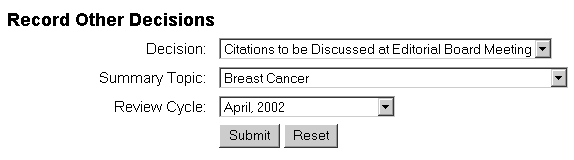 Record Other Decisions
Decision: Citations to be Discussed at Editorial Board Meeting
Summary Topic: Breast Cancer
Review Cycle: April, 2002
Submit Reset